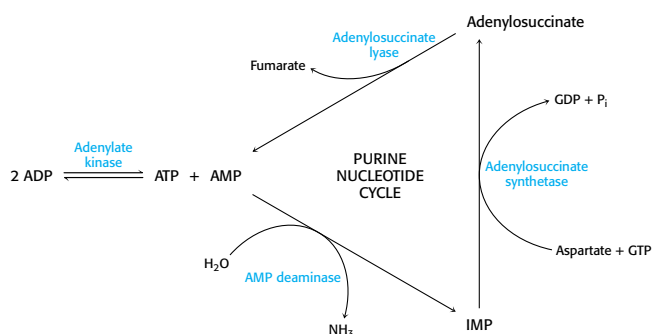 Adenylosuccinate
Adenylosuccinate
lyase
Fumarate
GDP + Pi
Adenylate
kinase
2 ADP
ATP + AMP
PURINE
NUCLEOTIDE
CYCLE
Adenylosuccinate
synthetase
Aspartate + GTP
H₂O
AMP deaminase
NH₃
IMP